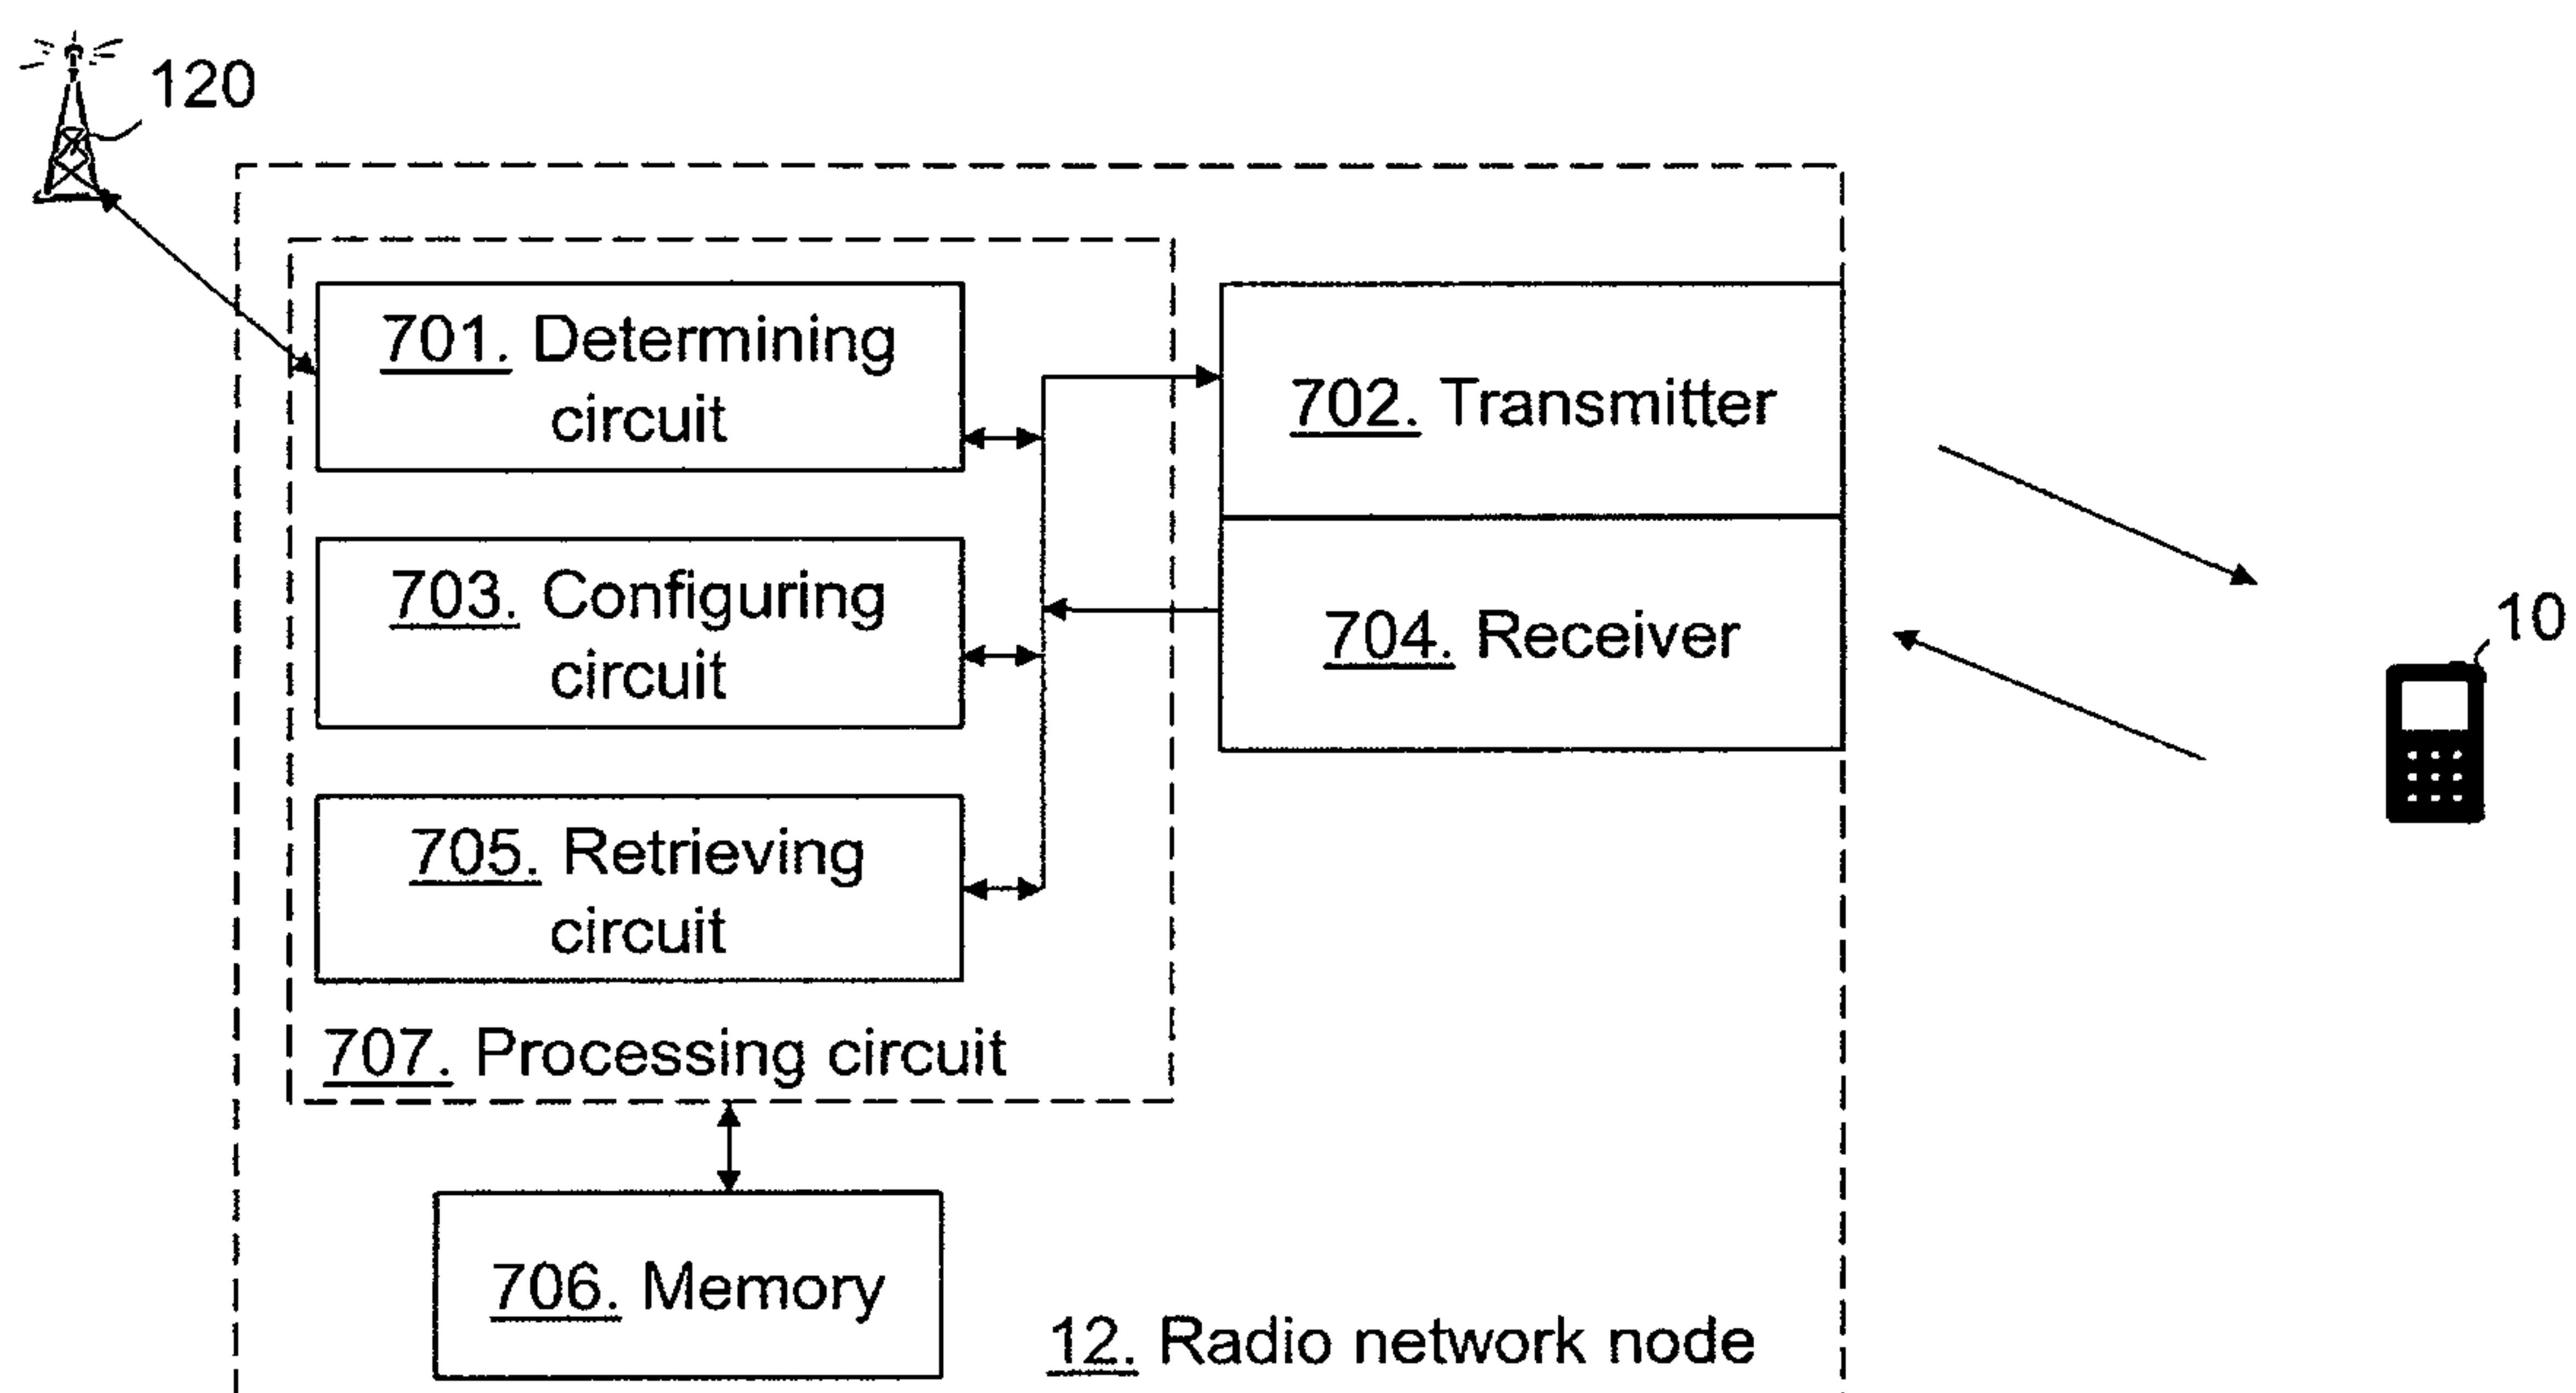 120
701. Determining
circuit
702. Transmitter
703. Configuring
circuit
704. Receiver
10
705. Retrieving
circuit
707. Processing circuit
706. Memory
12. Radio network node